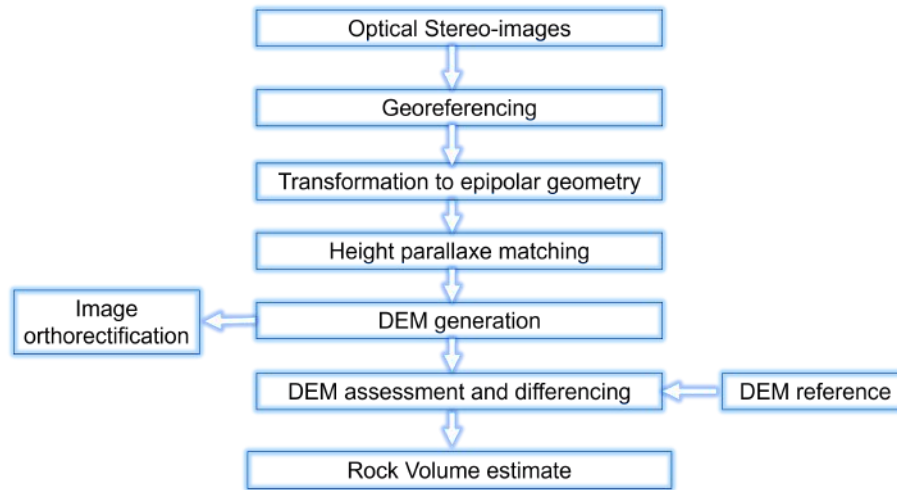 Optical Stereo-images
Georeferencing
Transformation to epipolar geometry
Height parallaxe matching
Image
orthorectification
DEM generation
DEM assessment and differencing
DEM reference
Rock Volume estimate